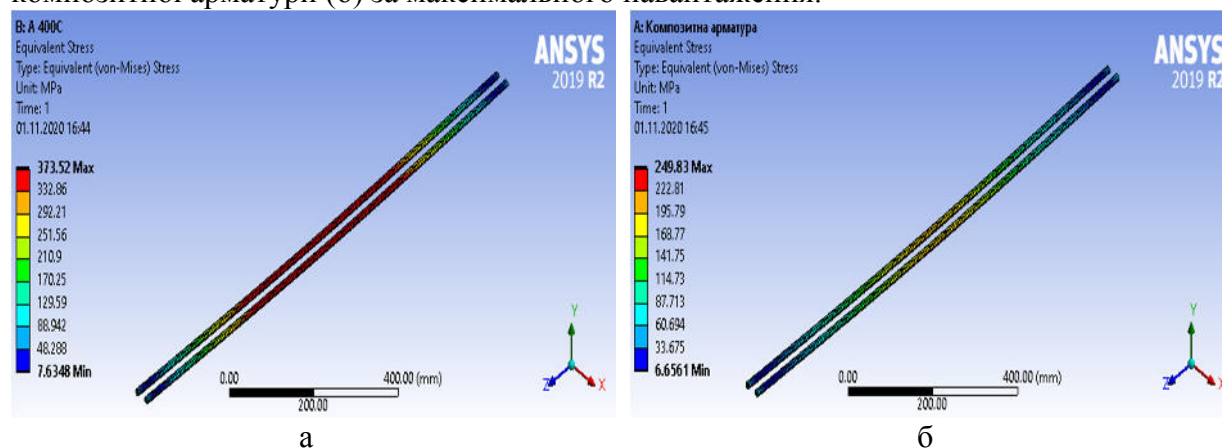 композитної арматури (б) за максимального навантаження.
B: A 400C
Equivalent Stress
Type: Equivalent (von-Mises) Stress
Unit: MPa
Time: 1
01.11.2020 16:44
ANSYS
2019 R2
373.52 Max
332.86
292.21
251.56
210.9
170.25
129.59
88.942
48.288
7.6348 Min
0.00
400.00 (mm)
200.00
Y
Z
X
а
A: Композитна арматура
Equivalent Stress
Type: Equivalent (von-Mises) Stress
Unit: MPa
Time: 1
01.11.2020 16:45
ANSYS
2019 R2
249.83 Max
222.81
195.79
168.77
141.75
114.73
87.713
60.694
33.675
6.6561 Min
0.00
400.00 (mm)
200.00
Y
Z
X
б